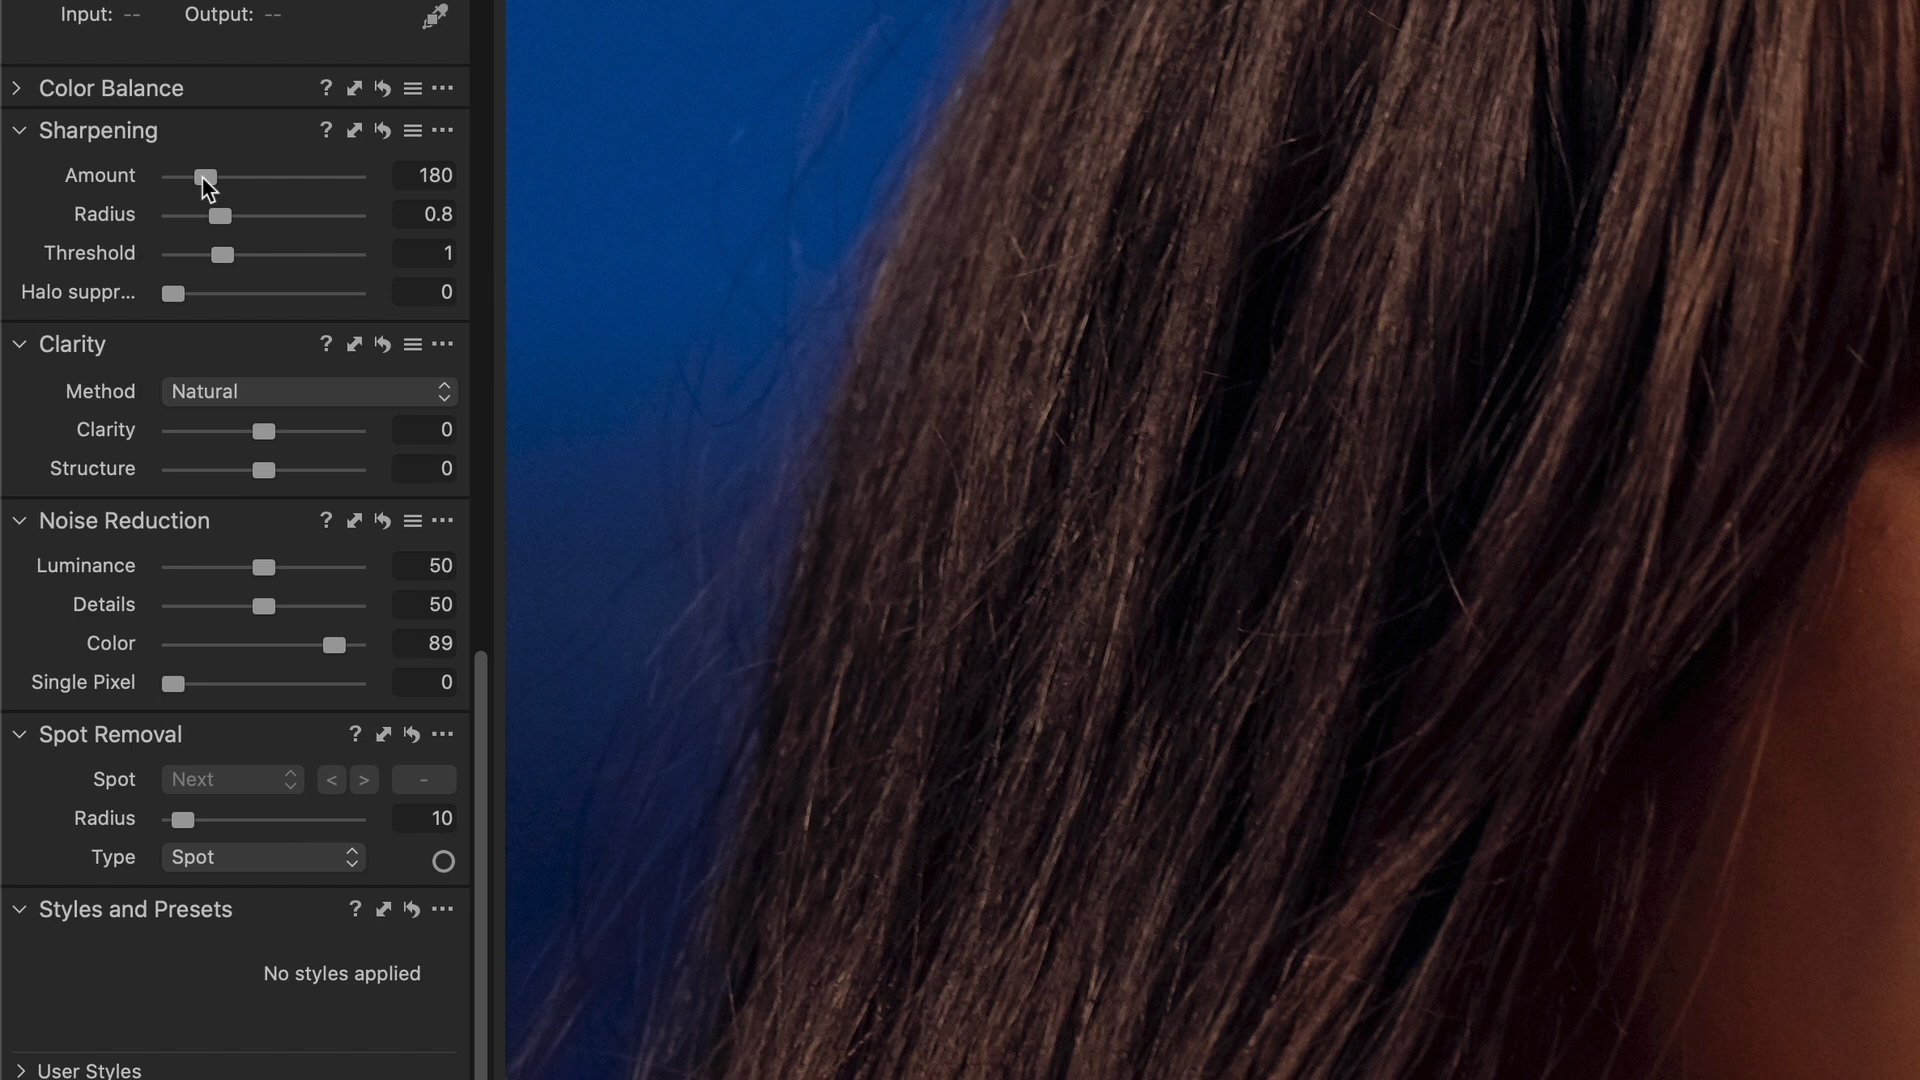 Input: -- Output: --
Color Balance ?
Sharpening ?
Amount 180
Radius 0.8
Threshold 1
Halo suppr... 0
Clarity ?
Method Natural
Clarity 0
Structure 0
Noise Reduction ?
Luminance 50
Details 50
Color 89
Single Pixel 0
Spot Removal ?
Spot Next < > -
Radius 10
Type Spot
Styles and Presets ?
No styles applied
User Styles